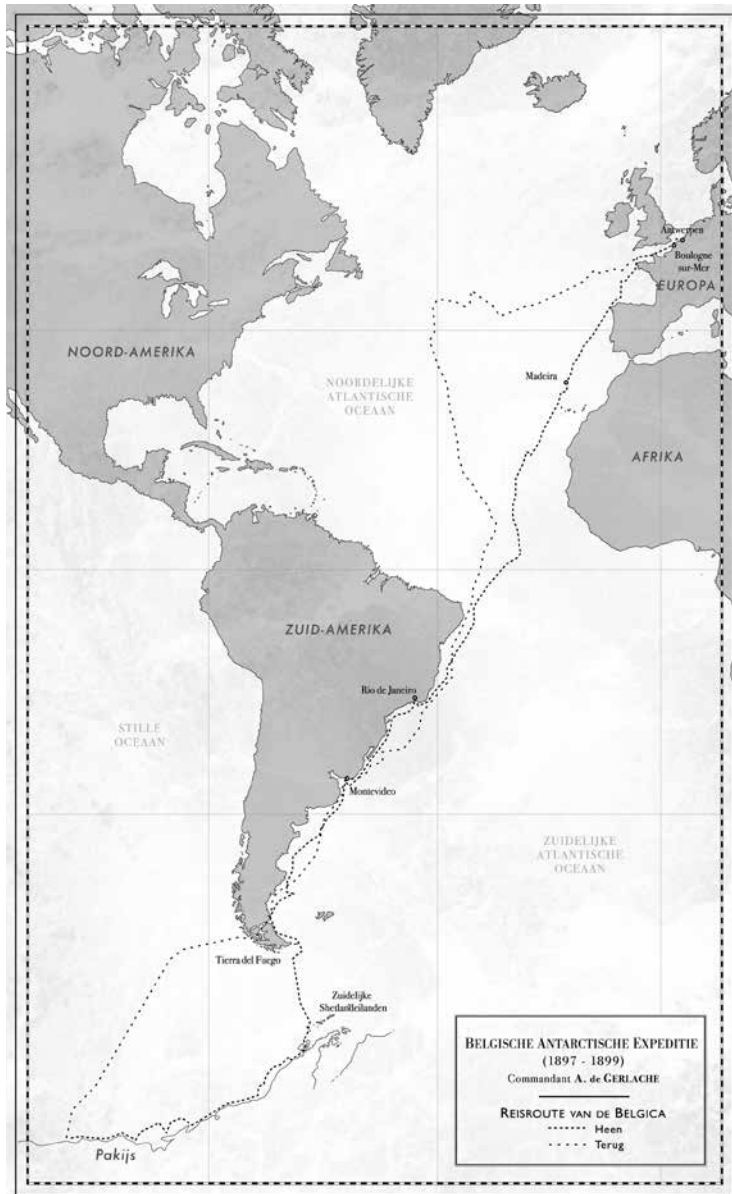 Antwerpen
Boulogne
sur-Mer
EUROPA
NOORD-AMERIKA
NOORDELIJKE
ATLANTISCHE
OCEAAN
Madeira
AFRIKA
ZUID-AMERIKA
Rio de Janeiro
STILLE
OCEAAN
Montevideo
ZUIDELIJKE
ATLANTISCHE
OCEAAN
Tierra del Fuego
Zuidelijke
Shetlandeilanden
Pakijs
BELGISCHE ANTARCTISCHE EXPEDITIE
(1897 - 1899)
Commandant A. de GERLACHE
REISROUTE VAN DE BELGICA
Heen
Terug